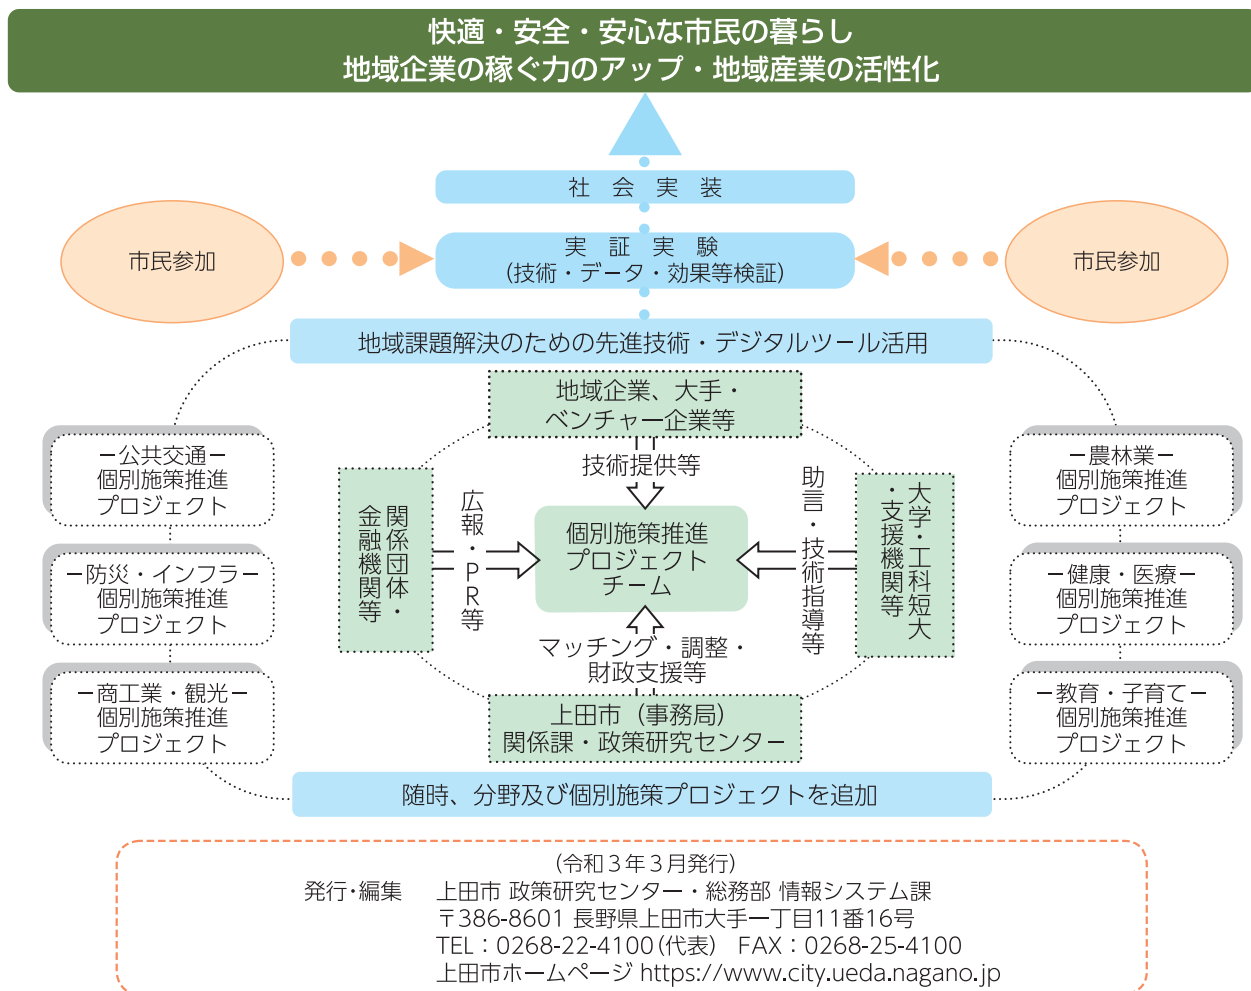 快適・安全・安心な市民の暮らし
地域企業の稼ぐ力のアップ・地域産業の活性化
社会実装
市民参加
実証実験
(技術・データ・効果等検証)
市民参加
地域課題解決のための先進技術・デジタルツール活用
地域企業、大手・
ベンチャー企業等
技術提供等
－公共交通－
個別施策推進
プロジェクト
－防災・インフラ－
個別施策推進
プロジェクト
－商工業・観光－
個別施策推進
プロジェクト
関係団体・
金融機関等
広報・PR等
個別施策推進
プロジェクト
チーム
助言・技術指導等
大学・工科短大
・支援機関等
マッチング・調整・
財政支援等
上田市（事務局）
関係課・政策研究センター
－農林業－
個別施策推進
プロジェクト
－健康・医療－
個別施策推進
プロジェクト
－教育・子育て－
個別施策推進
プロジェクト
随時、分野及び個別施策プロジェクトを追加
(令和３年３月発行)
発行・編集　上田市 政策研究センター・総務部 情報システム課
〒386-8601 長野県上田市大手一丁目11番16号
TEL：0268-22-4100(代表)　FAX：0268-25-4100
上田市ホームページ https://www.city.ueda.nagano.jp